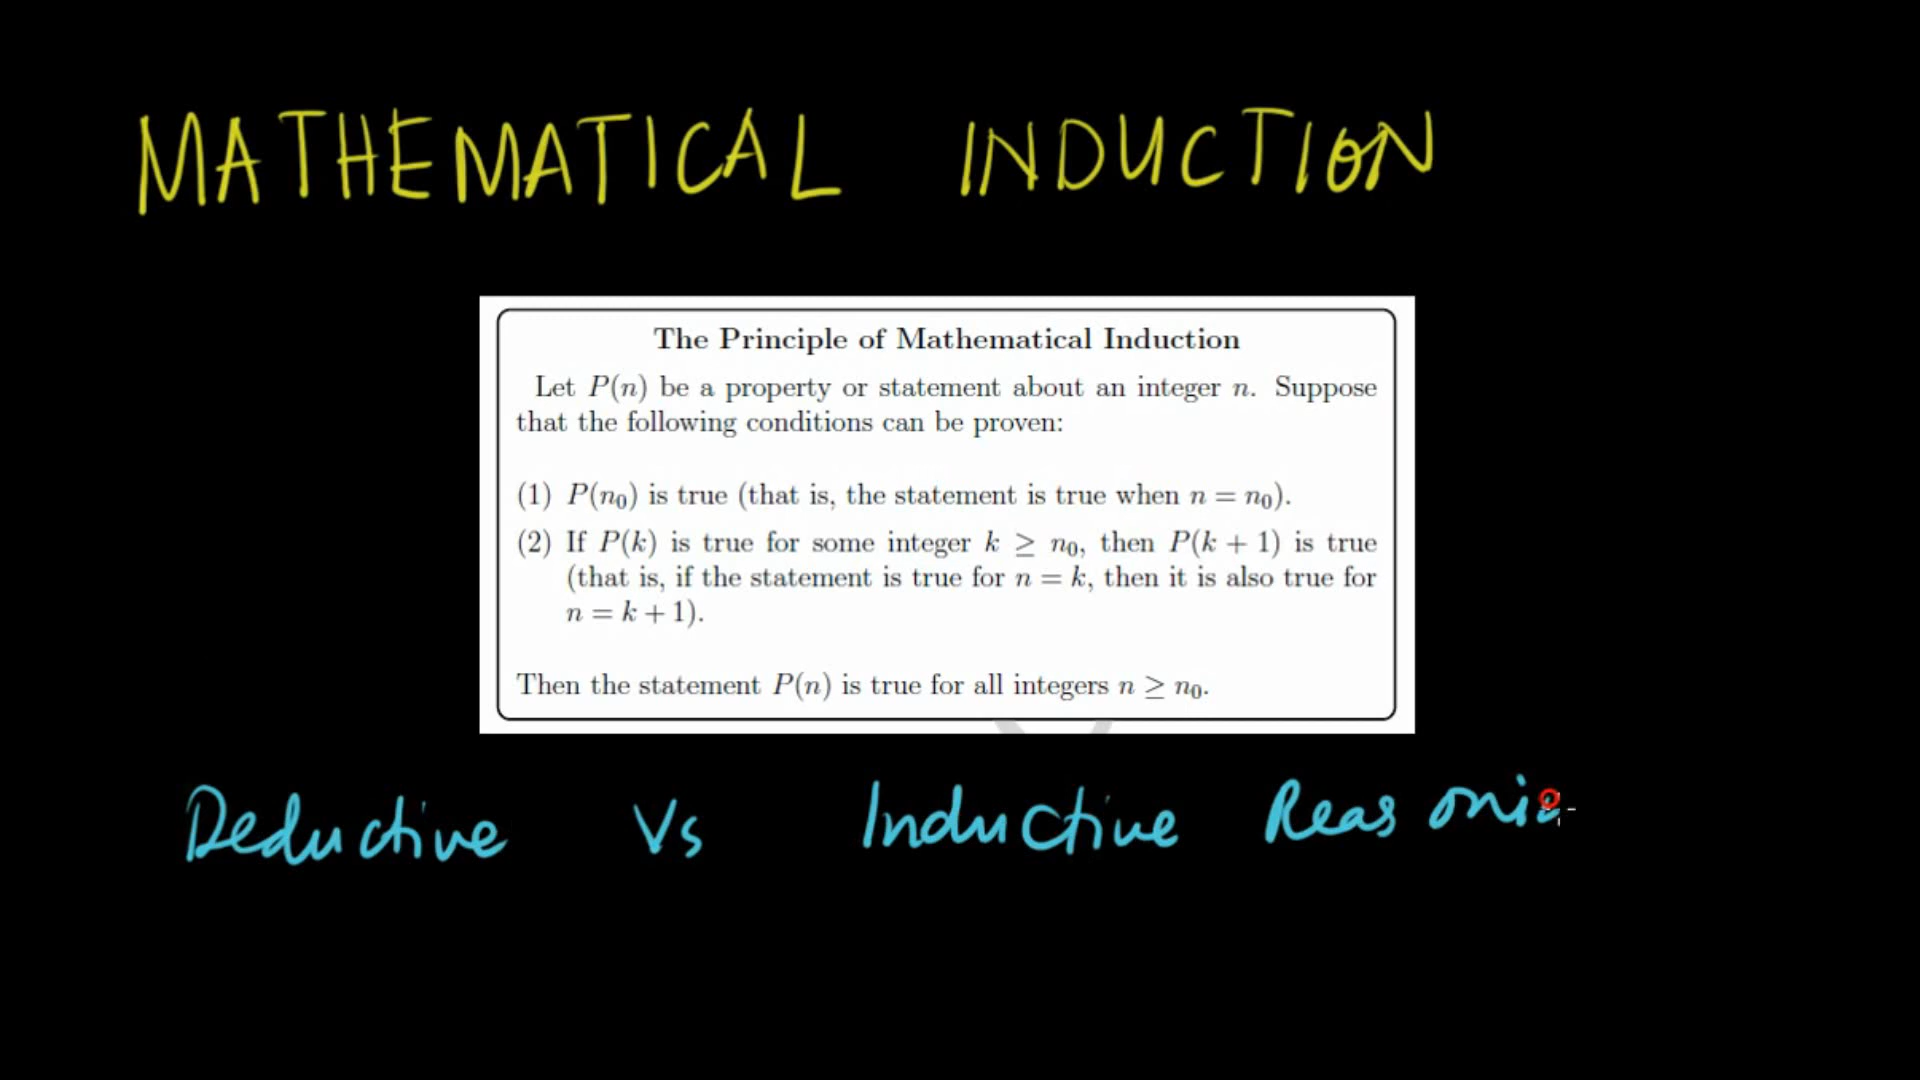 MATHEMATICAL INDUCTION
The Principle of Mathematical Induction
Let P(n) be a property or statement about an integer n. Suppose
that the following conditions can be proven:
(1) P(n₀) is true (that is, the statement is true when n = n₀).
(2) If P(k) is true for some integer k ≥ n₀, then P(k + 1) is true
(that is, if the statement is true for n = k, then it is also true for
n = k + 1).
Then the statement P(n) is true for all integers n ≥ n₀.
Deductive Vs Inductive